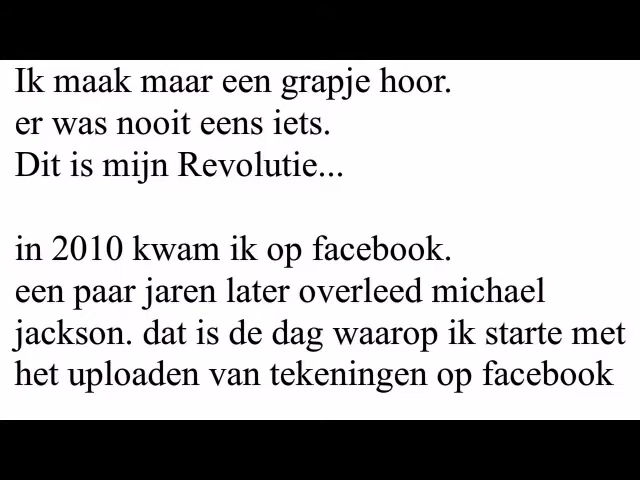 Ik maak maar een grapje hoor.
er was nooit eens iets.
Dit is mijn Revolutie...
in 2010 kwam ik op facebook.
een paar jaren later overleed michael
jackson. dat is de dag waarop ik starte met
het uploaden van tekeningen op facebook